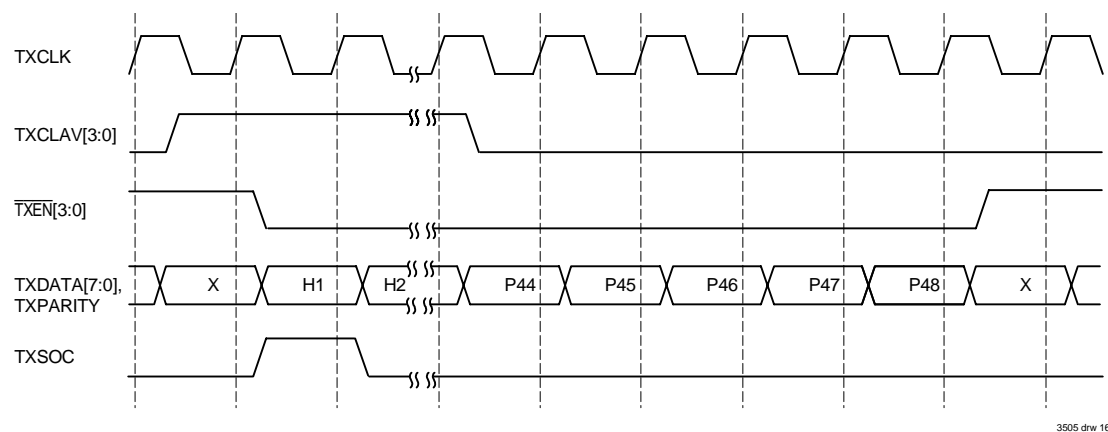 TXCLK
TXCLAV[3:0]
TXEN[3:0]
TXDATA[7:0],
TXPARITY
X H1 H2 P44 P45 P46 P47 P48 X
TXSOC
3505 drw 16